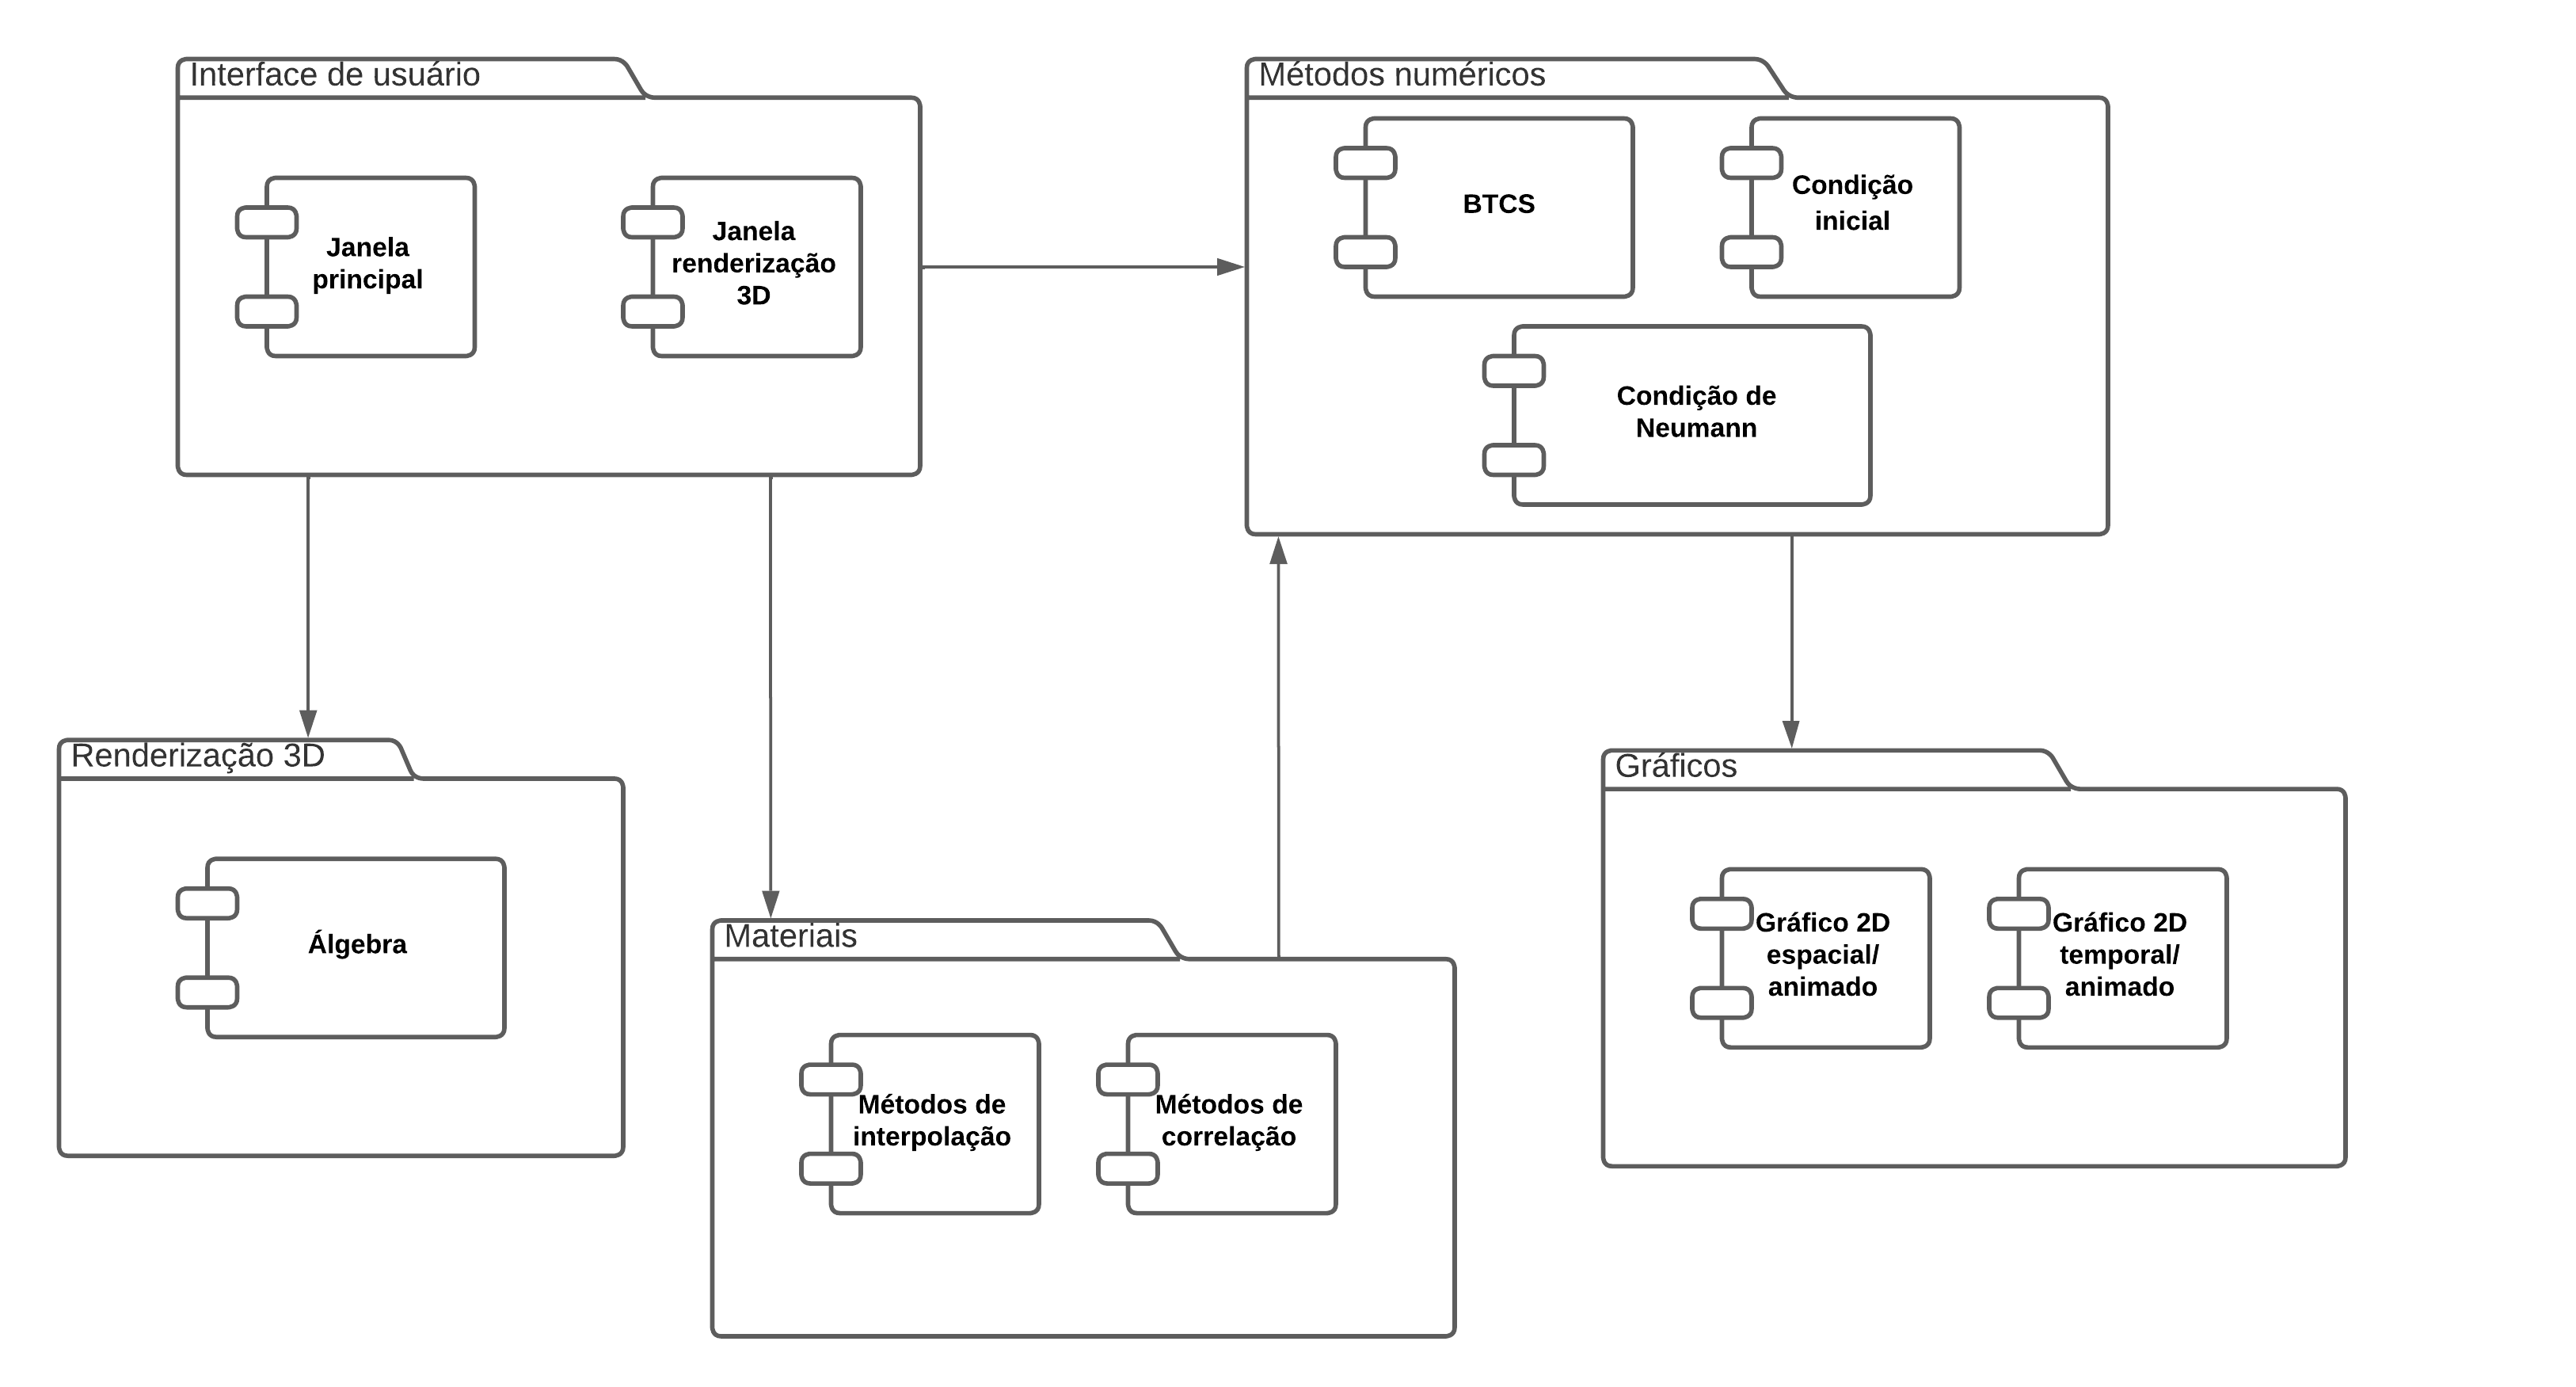 Interface de usuário
Janela
principal
Janela
renderização
3D
Métodos numéricos
BTCS
Condição
inicial
Condição de
Neumann
Renderização 3D
Álgebra
Materiais
Métodos de
interpolação
Métodos de
correlação
Gráficos
Gráfico 2D
espacial/
animado
Gráfico 2D
temporal/
animado